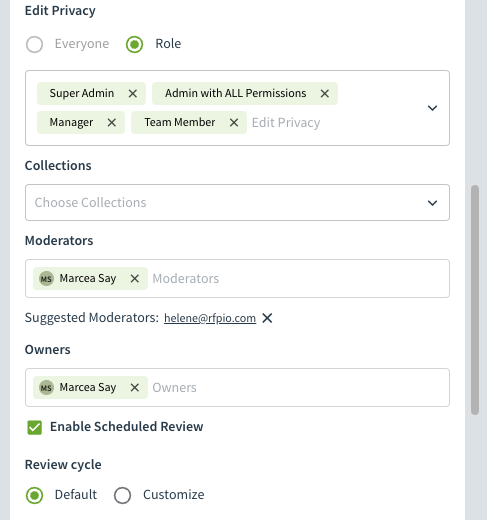 Edit Privacy
Everyone Role
Super Admin Admin with ALL Permissions
Manager Team Member Edit Privacy
Collections
Choose Collections
Moderators
MS Marcea Say Moderators
Suggested Moderators: helene@rfpio.com
Owners
MS Marcea Say Owners
Enable Scheduled Review
Review cycle
Default Customize